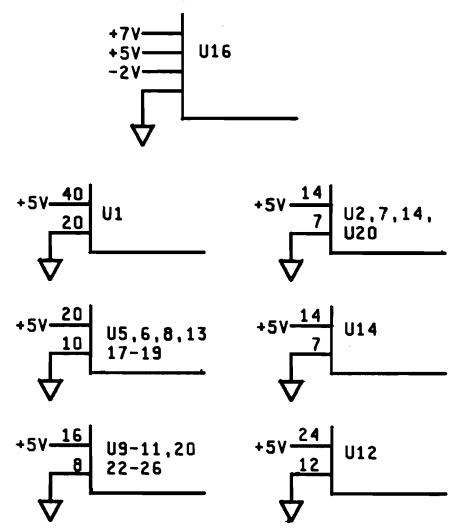 +7V
+5V
-2V
U16
+5V 40
20
U1
+5V 14
7
U2,7,14,
U20
+5V 20
10
U5,6,8,13
17-19
+5V 14
7
U14
+5V 16
8
U9-11,20
22-26
+5V 24
12
U12